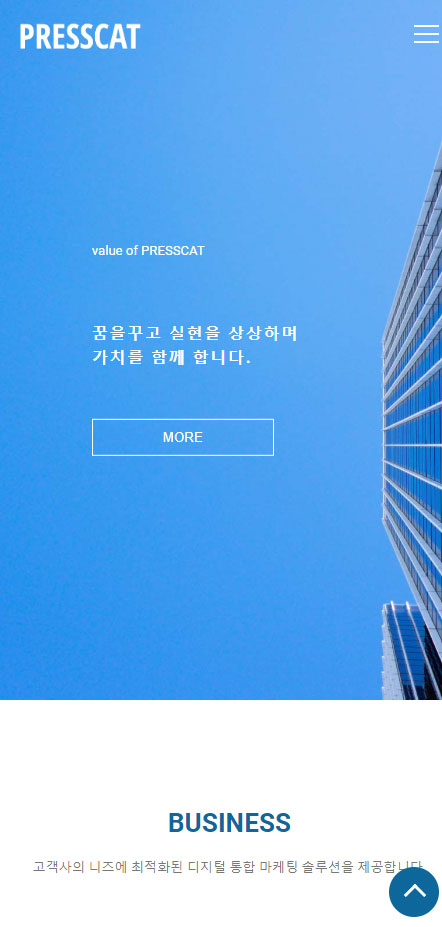 PRESSCAT
value of PRESSCAT
꿈을꾸고 실현을 상상하며
가치를 함께 합니다.
MORE
BUSINESS
고객사의 니즈에 최적화된 디지털 통합 마케팅 솔루션을 제공합니다